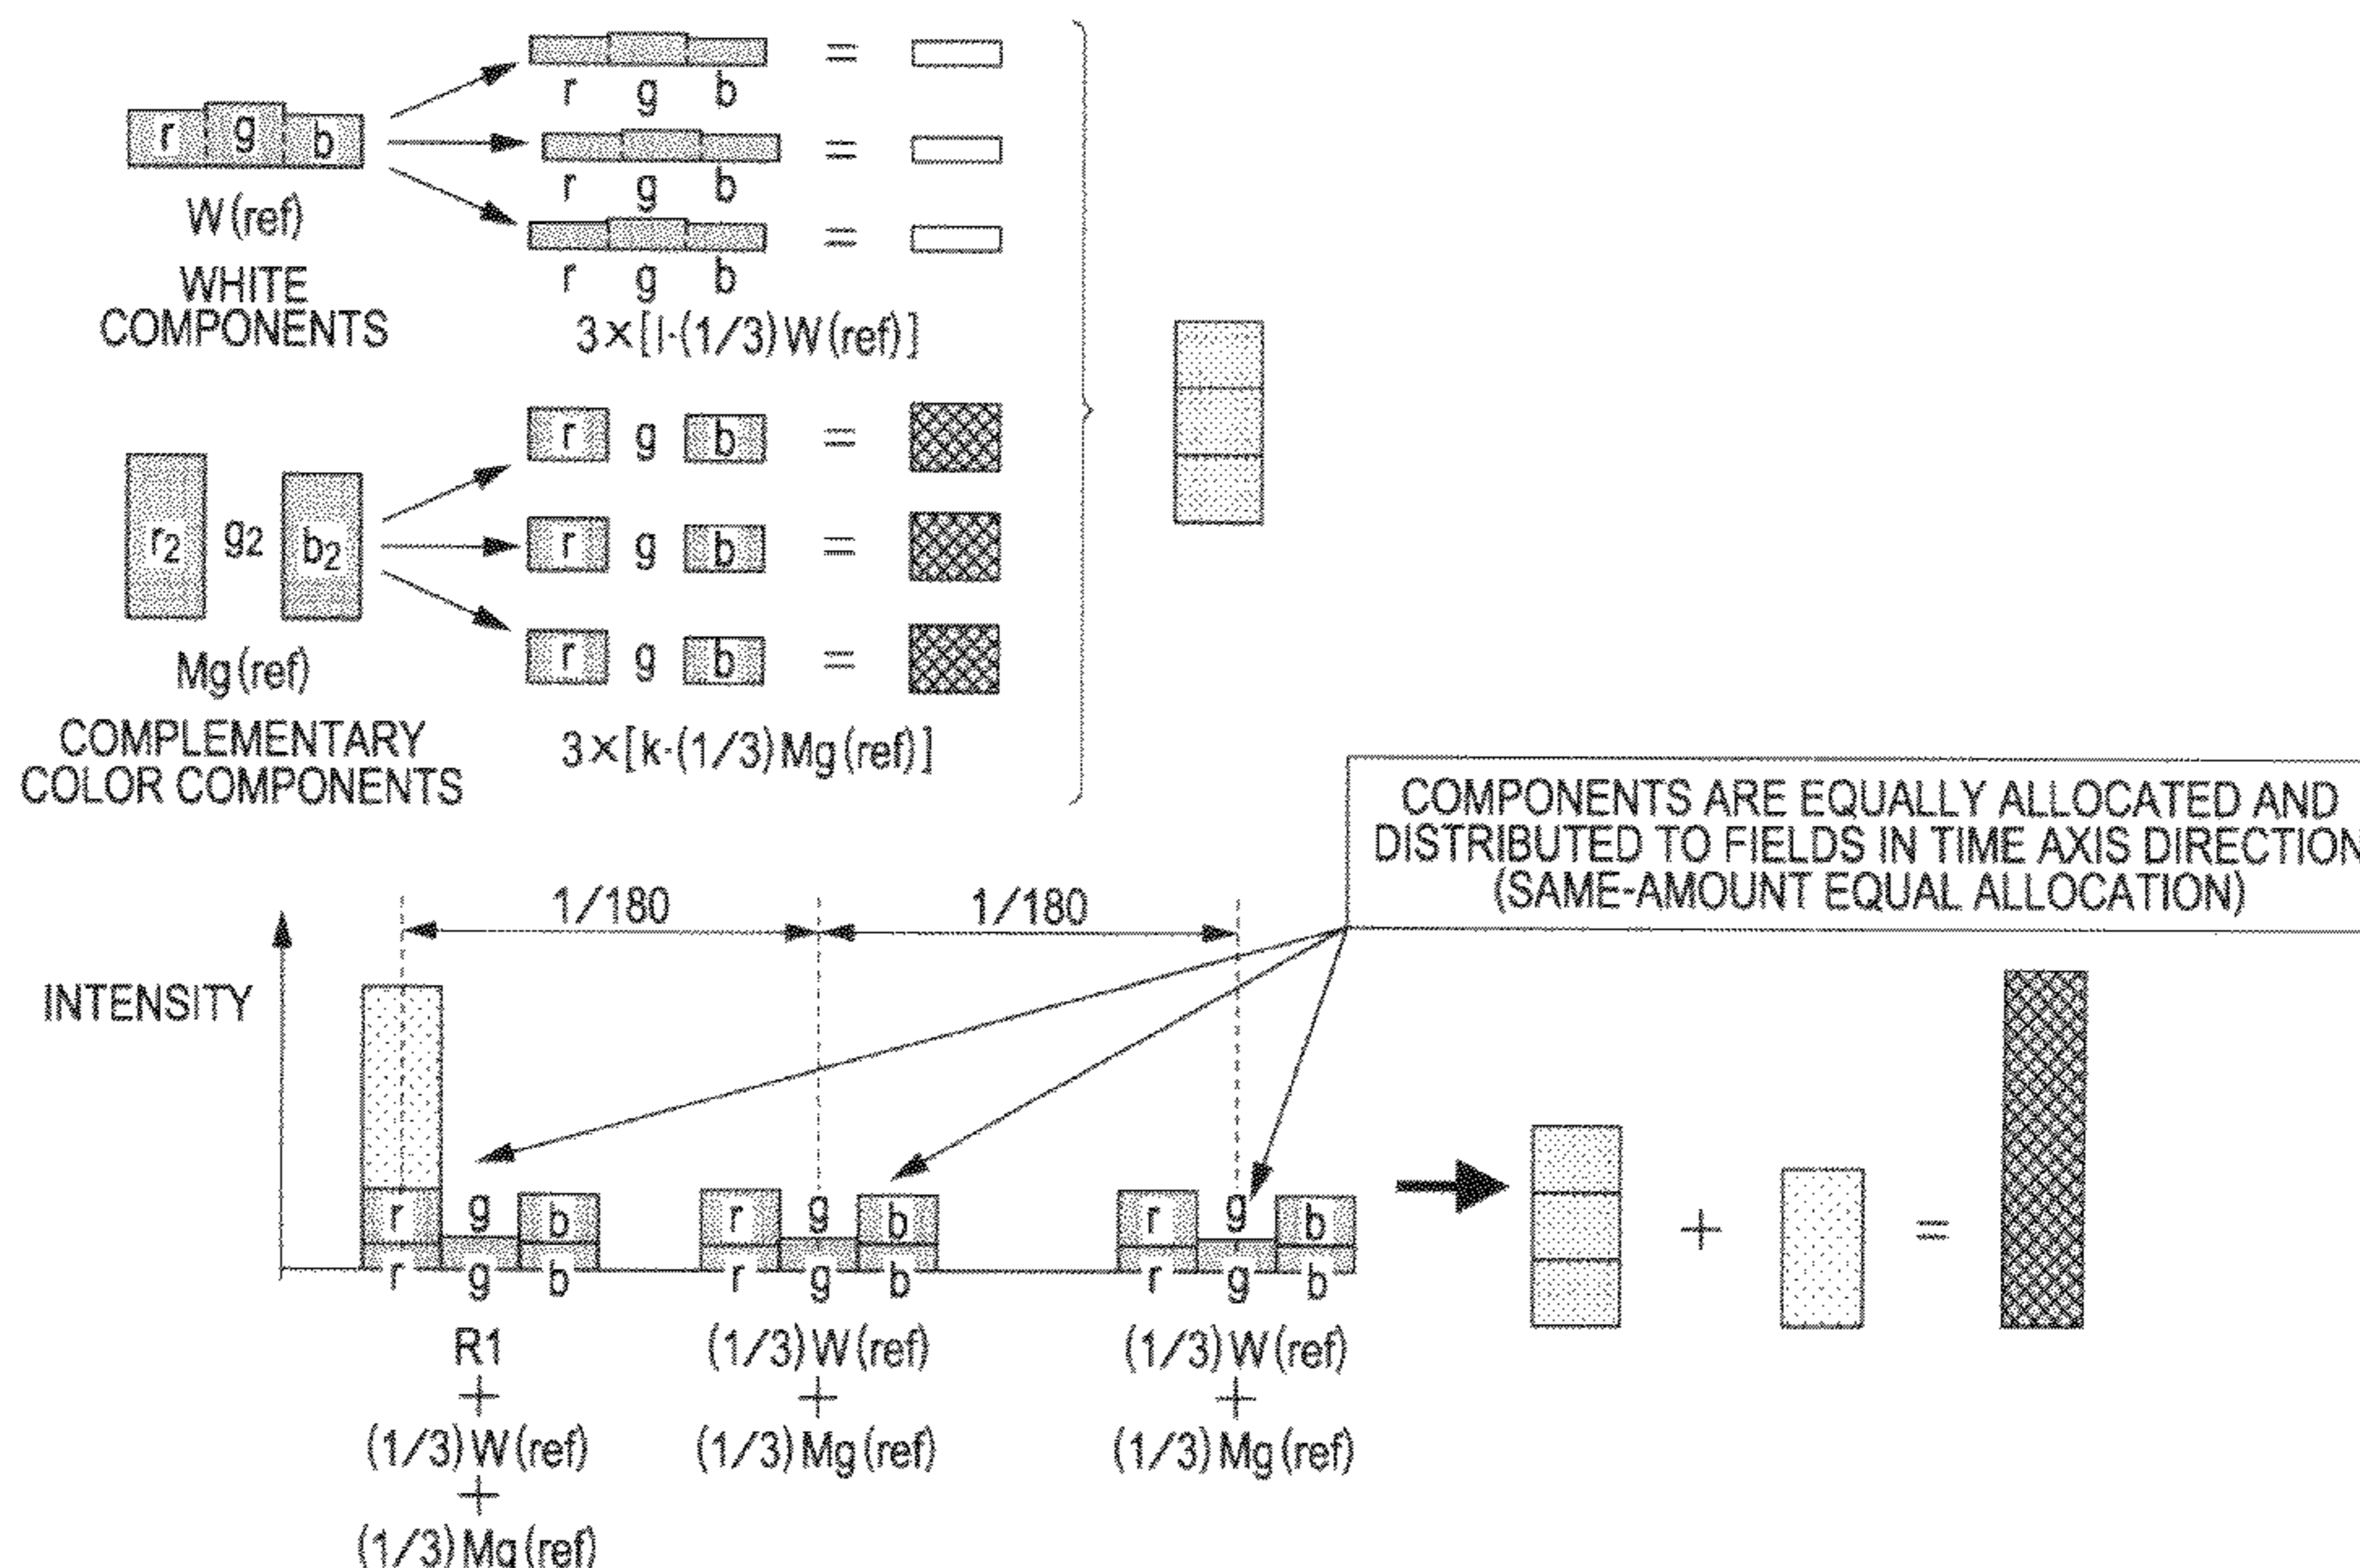 r g b
r g b
W(ref)
WHITE
COMPONENTS
=
r g b
=
r g b
=
r g b
3×[l·(1/3)W(ref)]
r2 g2 b2
Mg(ref)
COMPLEMENTARY
COLOR COMPONENTS
r g b =
r g b =
r g b =
3×[k·(1/3)Mg(ref)]
COMPONENTS ARE EQUALLY ALLOCATED AND
DISTRIBUTED TO FIELDS IN TIME AXIS DIRECTION
(SAME-AMOUNT EQUAL ALLOCATION)
1/180 1/180
INTENSITY
r g b r g b r g b
r g b r g b r g b
+ =
R1
+
(1/3)W(ref)
+
(1/3)Mg(ref)
(1/3)W(ref)
+
(1/3)Mg(ref)
(1/3)W(ref)
+
(1/3)Mg(ref)